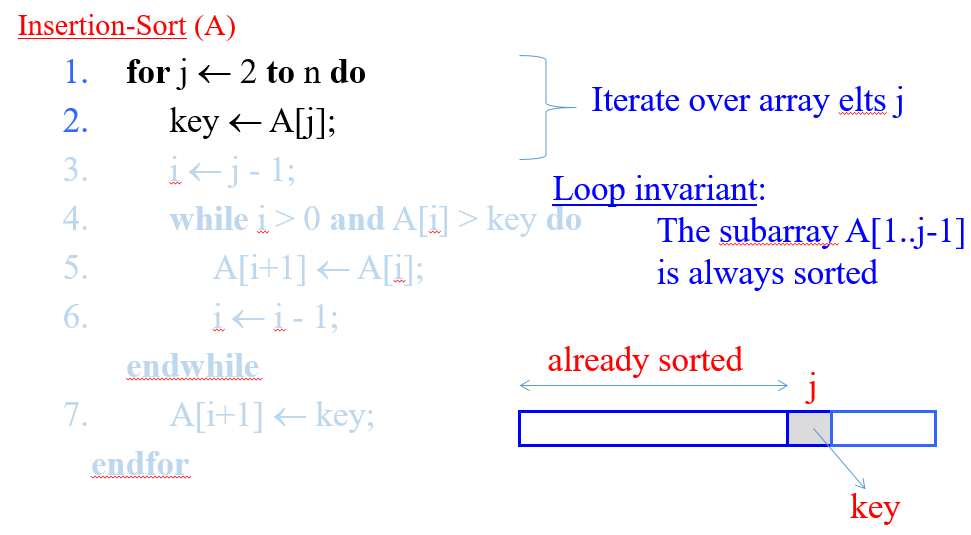 Insertion-Sort (A)
1. for j ← 2 to n do
2. key ← A[j];
Iterate over array elts j
3. i ← j - 1;
4. while i > 0 and A[i] > key do
5. A[i+1] ← A[i];
6. i ← i - 1;
endwhile
7. A[i+1] ← key;
endfor
Loop invariant:
The subarray A[1..j-1]
is always sorted
already sorted
j
key